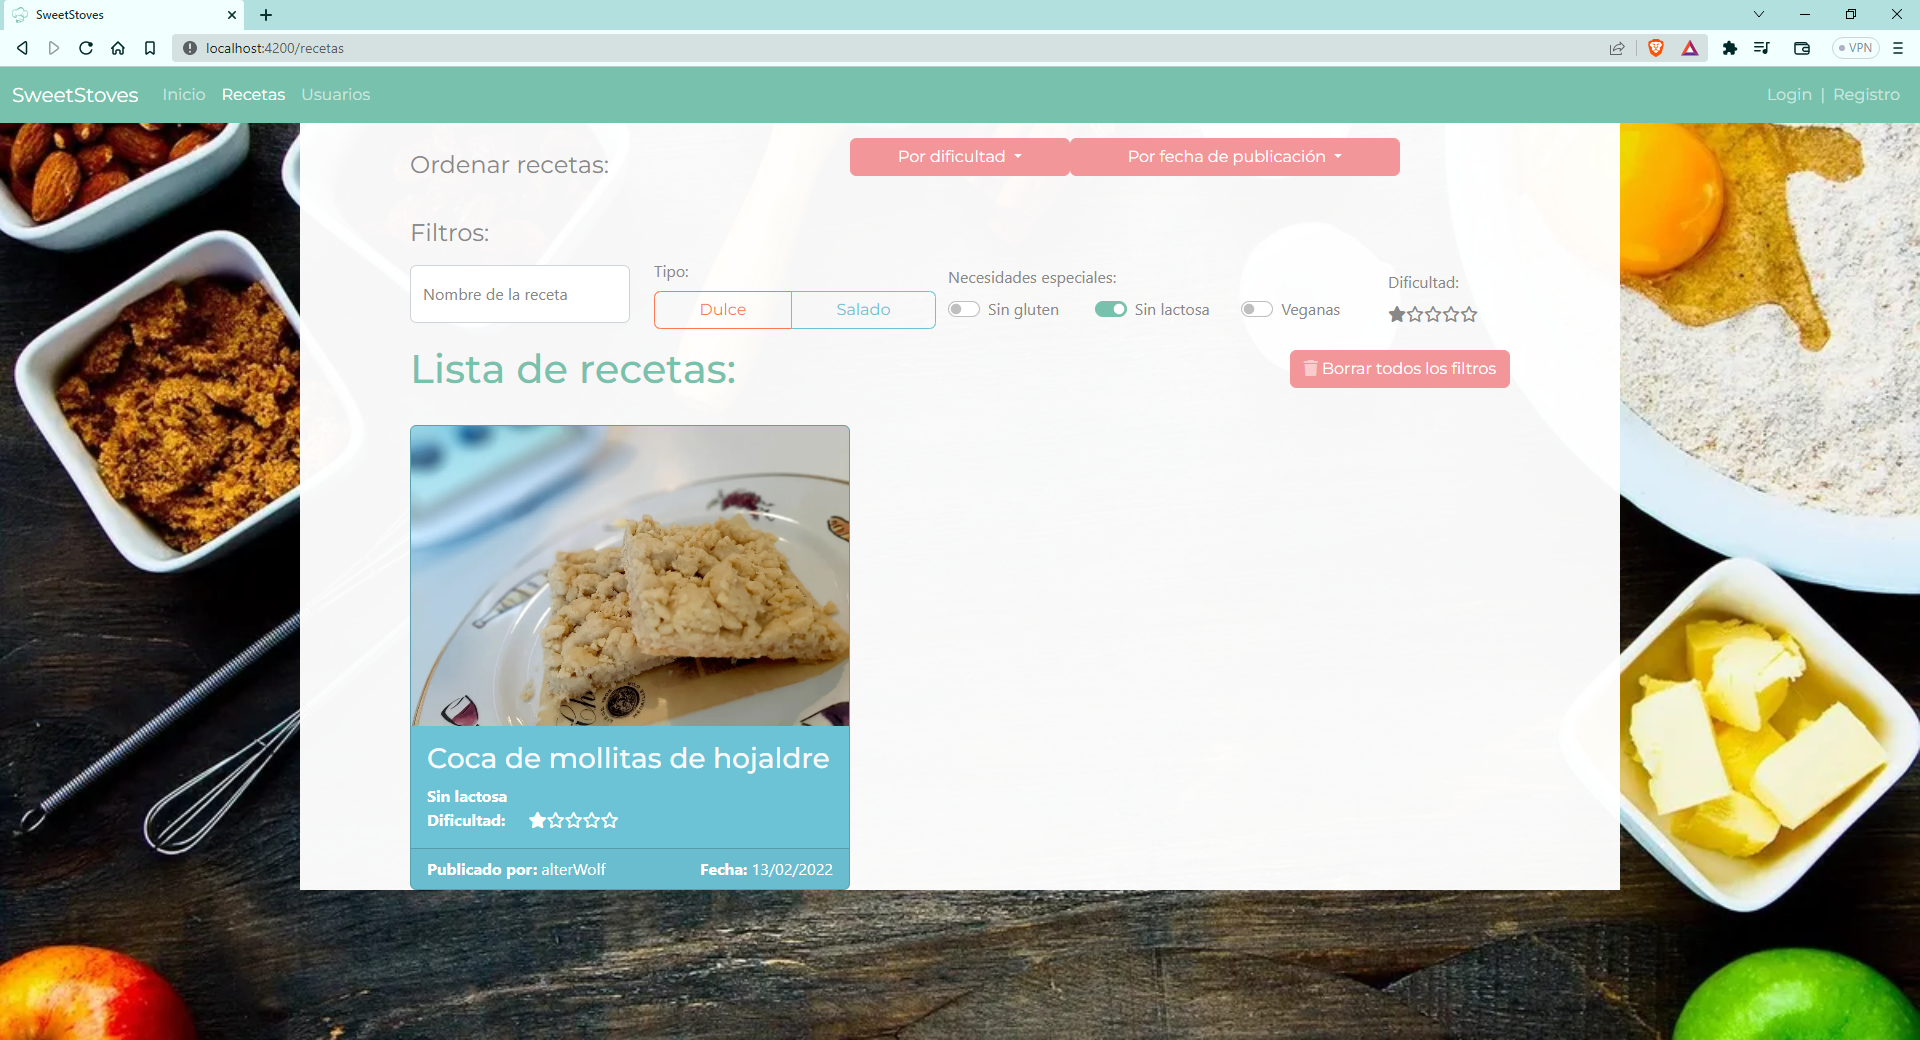 SweetStoves
localhost:4200/recetas
VPN
SweetStoves Inicio Recetas Usuarios Login | Registro
Ordenar recetas: Por dificultad Por fecha de publicación
Filtros:
Nombre de la receta
Tipo:
Dulce Salado
Necesidades especiales:
Sin gluten Sin lactosa Veganas
Dificultad:
Lista de recetas:
Borrar todos los filtros
Coca de mollitas de hojaldre
Sin lactosa
Dificultad:
Publicado por: alterWolf Fecha: 13/02/2022